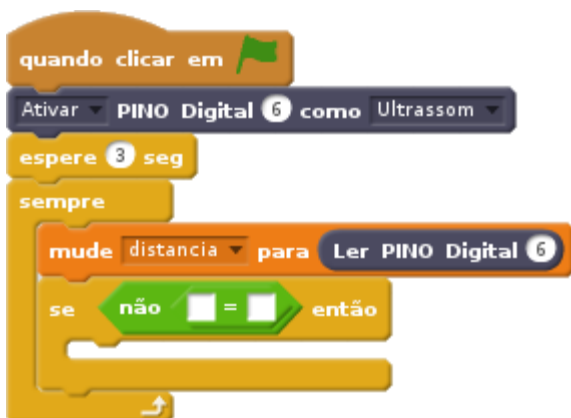 quando clicar em
Ativar PINO Digital 6 como Ultrassom
espere 3 seg
sempre
mude distancia para Ler PINO Digital 6
se não = então